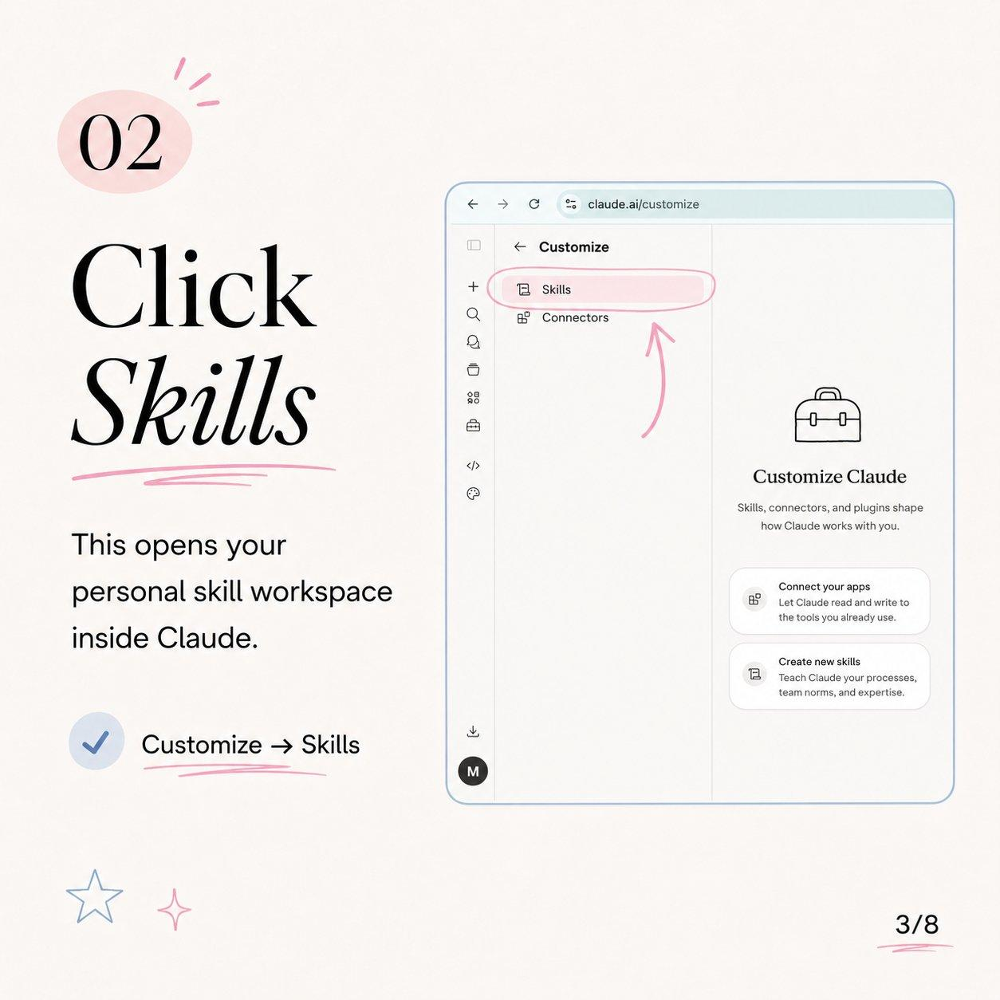 02
Click
Skills
This opens your
personal skill workspace
inside Claude.
Customize → Skills
claude.ai/customize
Customize
Skills
Connectors
Customize Claude
Skills, connectors, and plugins shape
how Claude works with you.
Connect your apps
Let Claude read and write to
the tools you already use.
Create new skills
Teach Claude your processes,
team norms, and expertise.
M
3/8